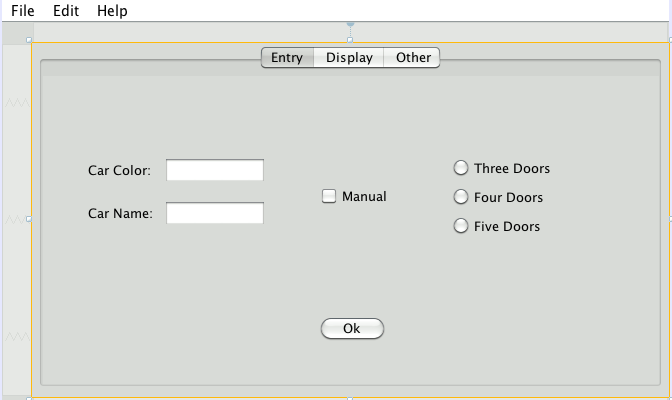 File Edit Help
Entry Display Other
Car Color:
Car Name:
Manual
Three Doors
Four Doors
Five Doors
Ok